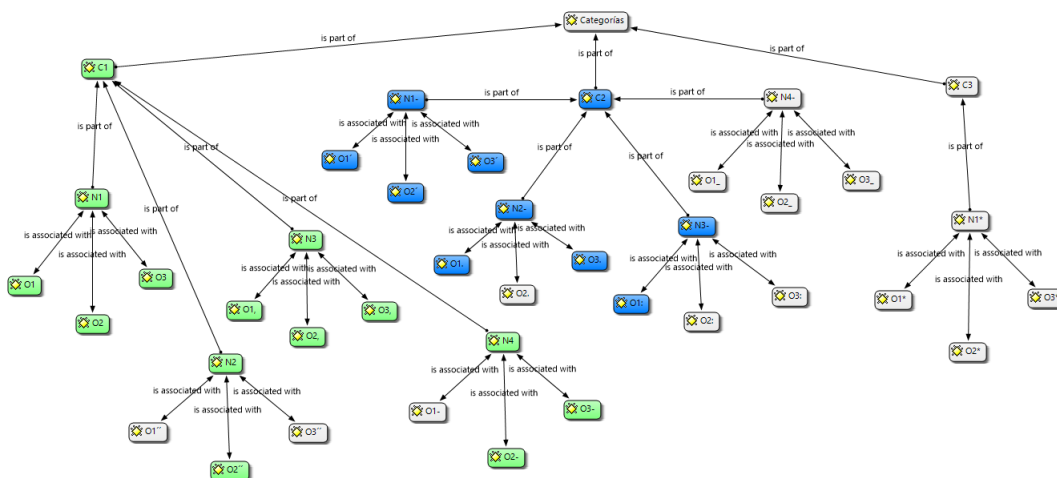 Categorías
is part of
is part of
is part of
C1
C2
C3
N1-
is part of
is part of
N4-
is associated with
is associated with
is associated with
is associated with
is associated with
is associated with
O1´
O2´
O3´
O1_
O2_
O3_
is part of
is part of
is part of
is part of
is part of
is part of
is part of
N1
is associated with
is associated with
is associated with
O1
O2
O3
N3
is associated with
is associated with
is associated with
O1,
O2,
O3,
N2-
is associated with
is associated with
is associated with
O1.
O2.
O3.
N3-
is associated with
is associated with
is associated with
O1:
O2:
O3:
N1*
is associated with
is associated with
is associated with
O1*
O2*
O3*
is part of
N2
is associated with
is associated with
is associated with
O1´´
O2´´
O3´´
N4
is associated with
is associated with
is associated with
O1-
O2-
O3-